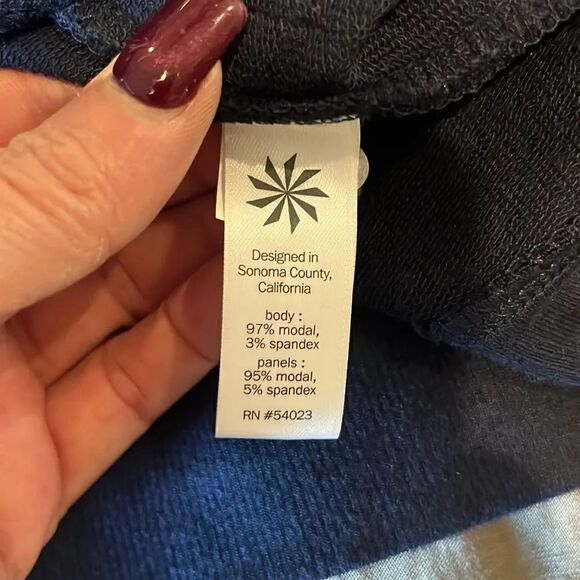 Designed in
Sonoma County,
California
body :
97% modal,
3% spandex
panels :
95% modal,
5% spandex
RN #54023